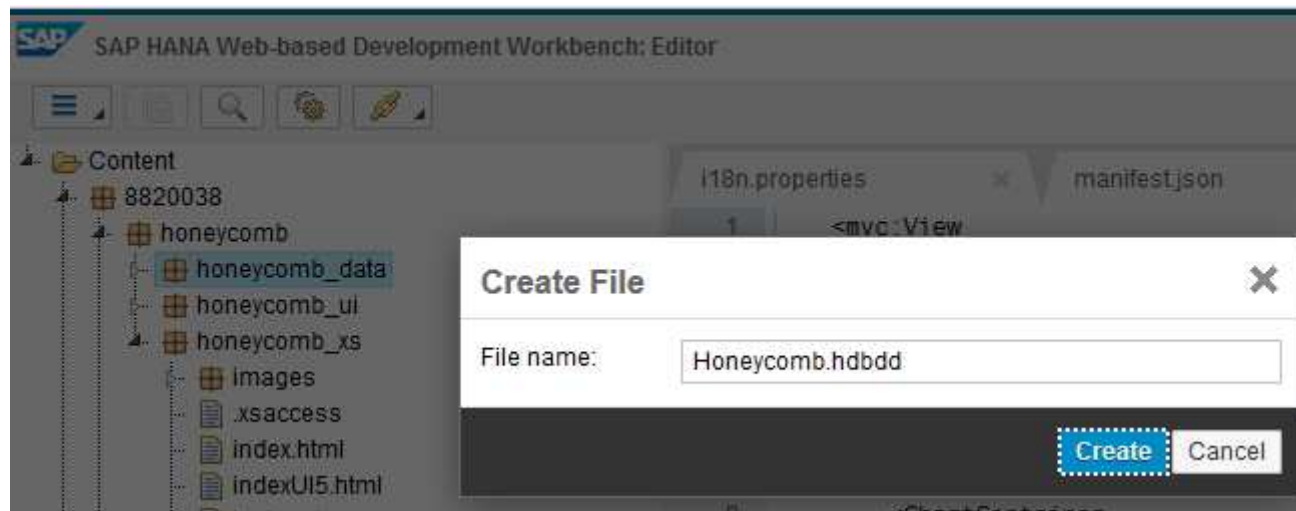 SAP SAP HANA Web-based Development Workbench: Editor
Content
8820038
honeycomb
honeycomb_data
honeycomb_ui
honeycomb_xs
images
.xsaccess
index.html
indexUI5.html
i18n.properties
manifest.json
1 <mvc:View
Create File
File name:
Honeycomb.hdbdd
Create Cancel